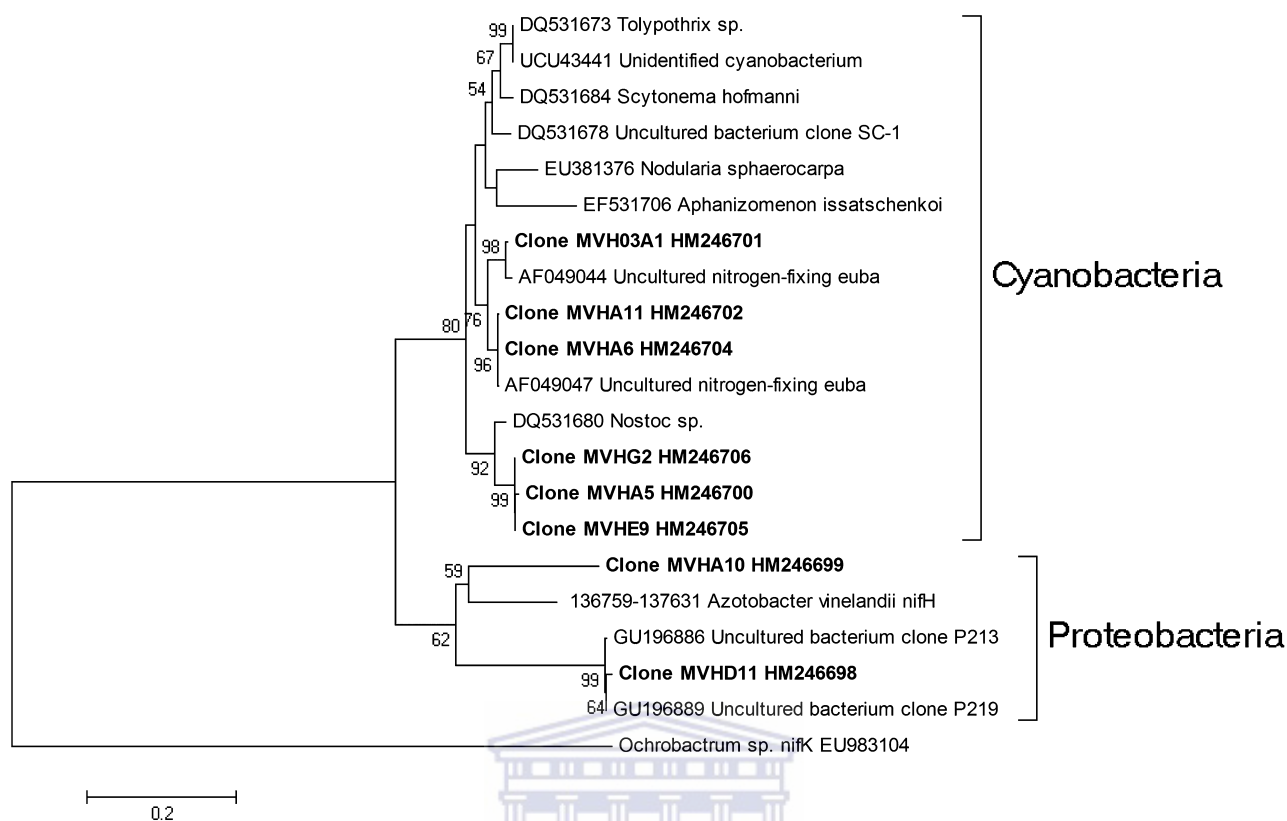 99
DQ531673 Tolypothrix sp.
67
UCU43441 Unidentified cyanobacterium
54
DQ531684 Scytonema hofmanni
DQ531678 Uncultured bacterium clone SC-1
EU381376 Nodularia sphaerocarpa
EF531706 Aphanizomenon issatschenkoi
98
Clone MVH03A1 HM246701
AF049044 Uncultured nitrogen-fixing euba
Cyanobacteria
80
76
Clone MVHA11 HM246702
Clone MVHA6 HM246704
96
AF049047 Uncultured nitrogen-fixing euba
DQ531680 Nostoc sp.
92
Clone MVHG2 HM246706
99
Clone MVHA5 HM246700
Clone MVHE9 HM246705
59
Clone MVHA10 HM246699
136759-137631 Azotobacter vinelandii nifH
62
GU196886 Uncultured bacterium clone P213
Proteobacteria
99
Clone MVHD11 HM246698
64
GU196889 Uncultured bacterium clone P219
Ochrobactrum sp. nifK EU983104
0.2